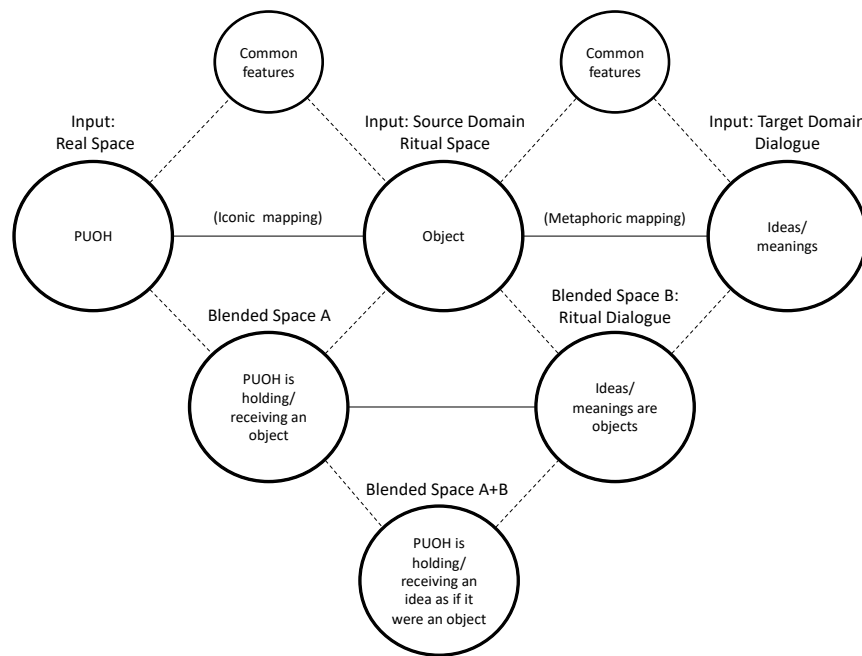 Common
features
Common
features
Input:
Real Space
Input: Source Domain
Ritual Space
Input: Target Domain
Dialogue
PUOH
(Iconic mapping)
Object
(Metaphoric mapping)
Ideas/
meanings
Blended Space A
Blended Space B:
Ritual Dialogue
PUOH is
holding/
receiving an
object
Ideas/
meanings are
objects
Blended Space A+B
PUOH is
holding/
receiving an
idea as if it
were an object